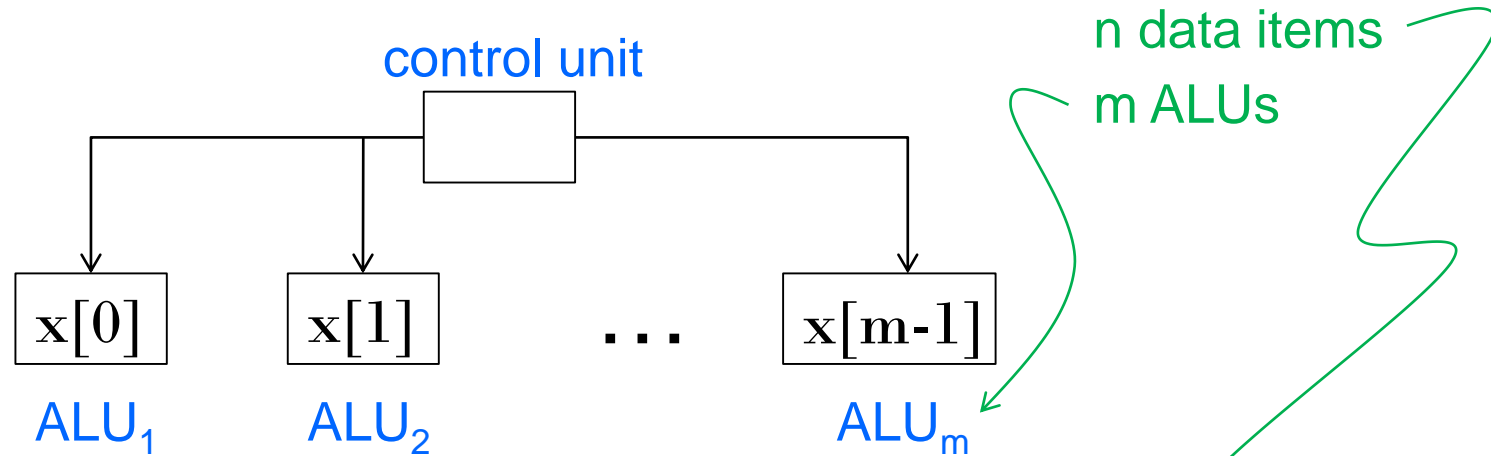 n data items
m ALUs
control unit
x[0] x[1] ... x[m-1]
ALU₁ ALU₂ ALUₘ